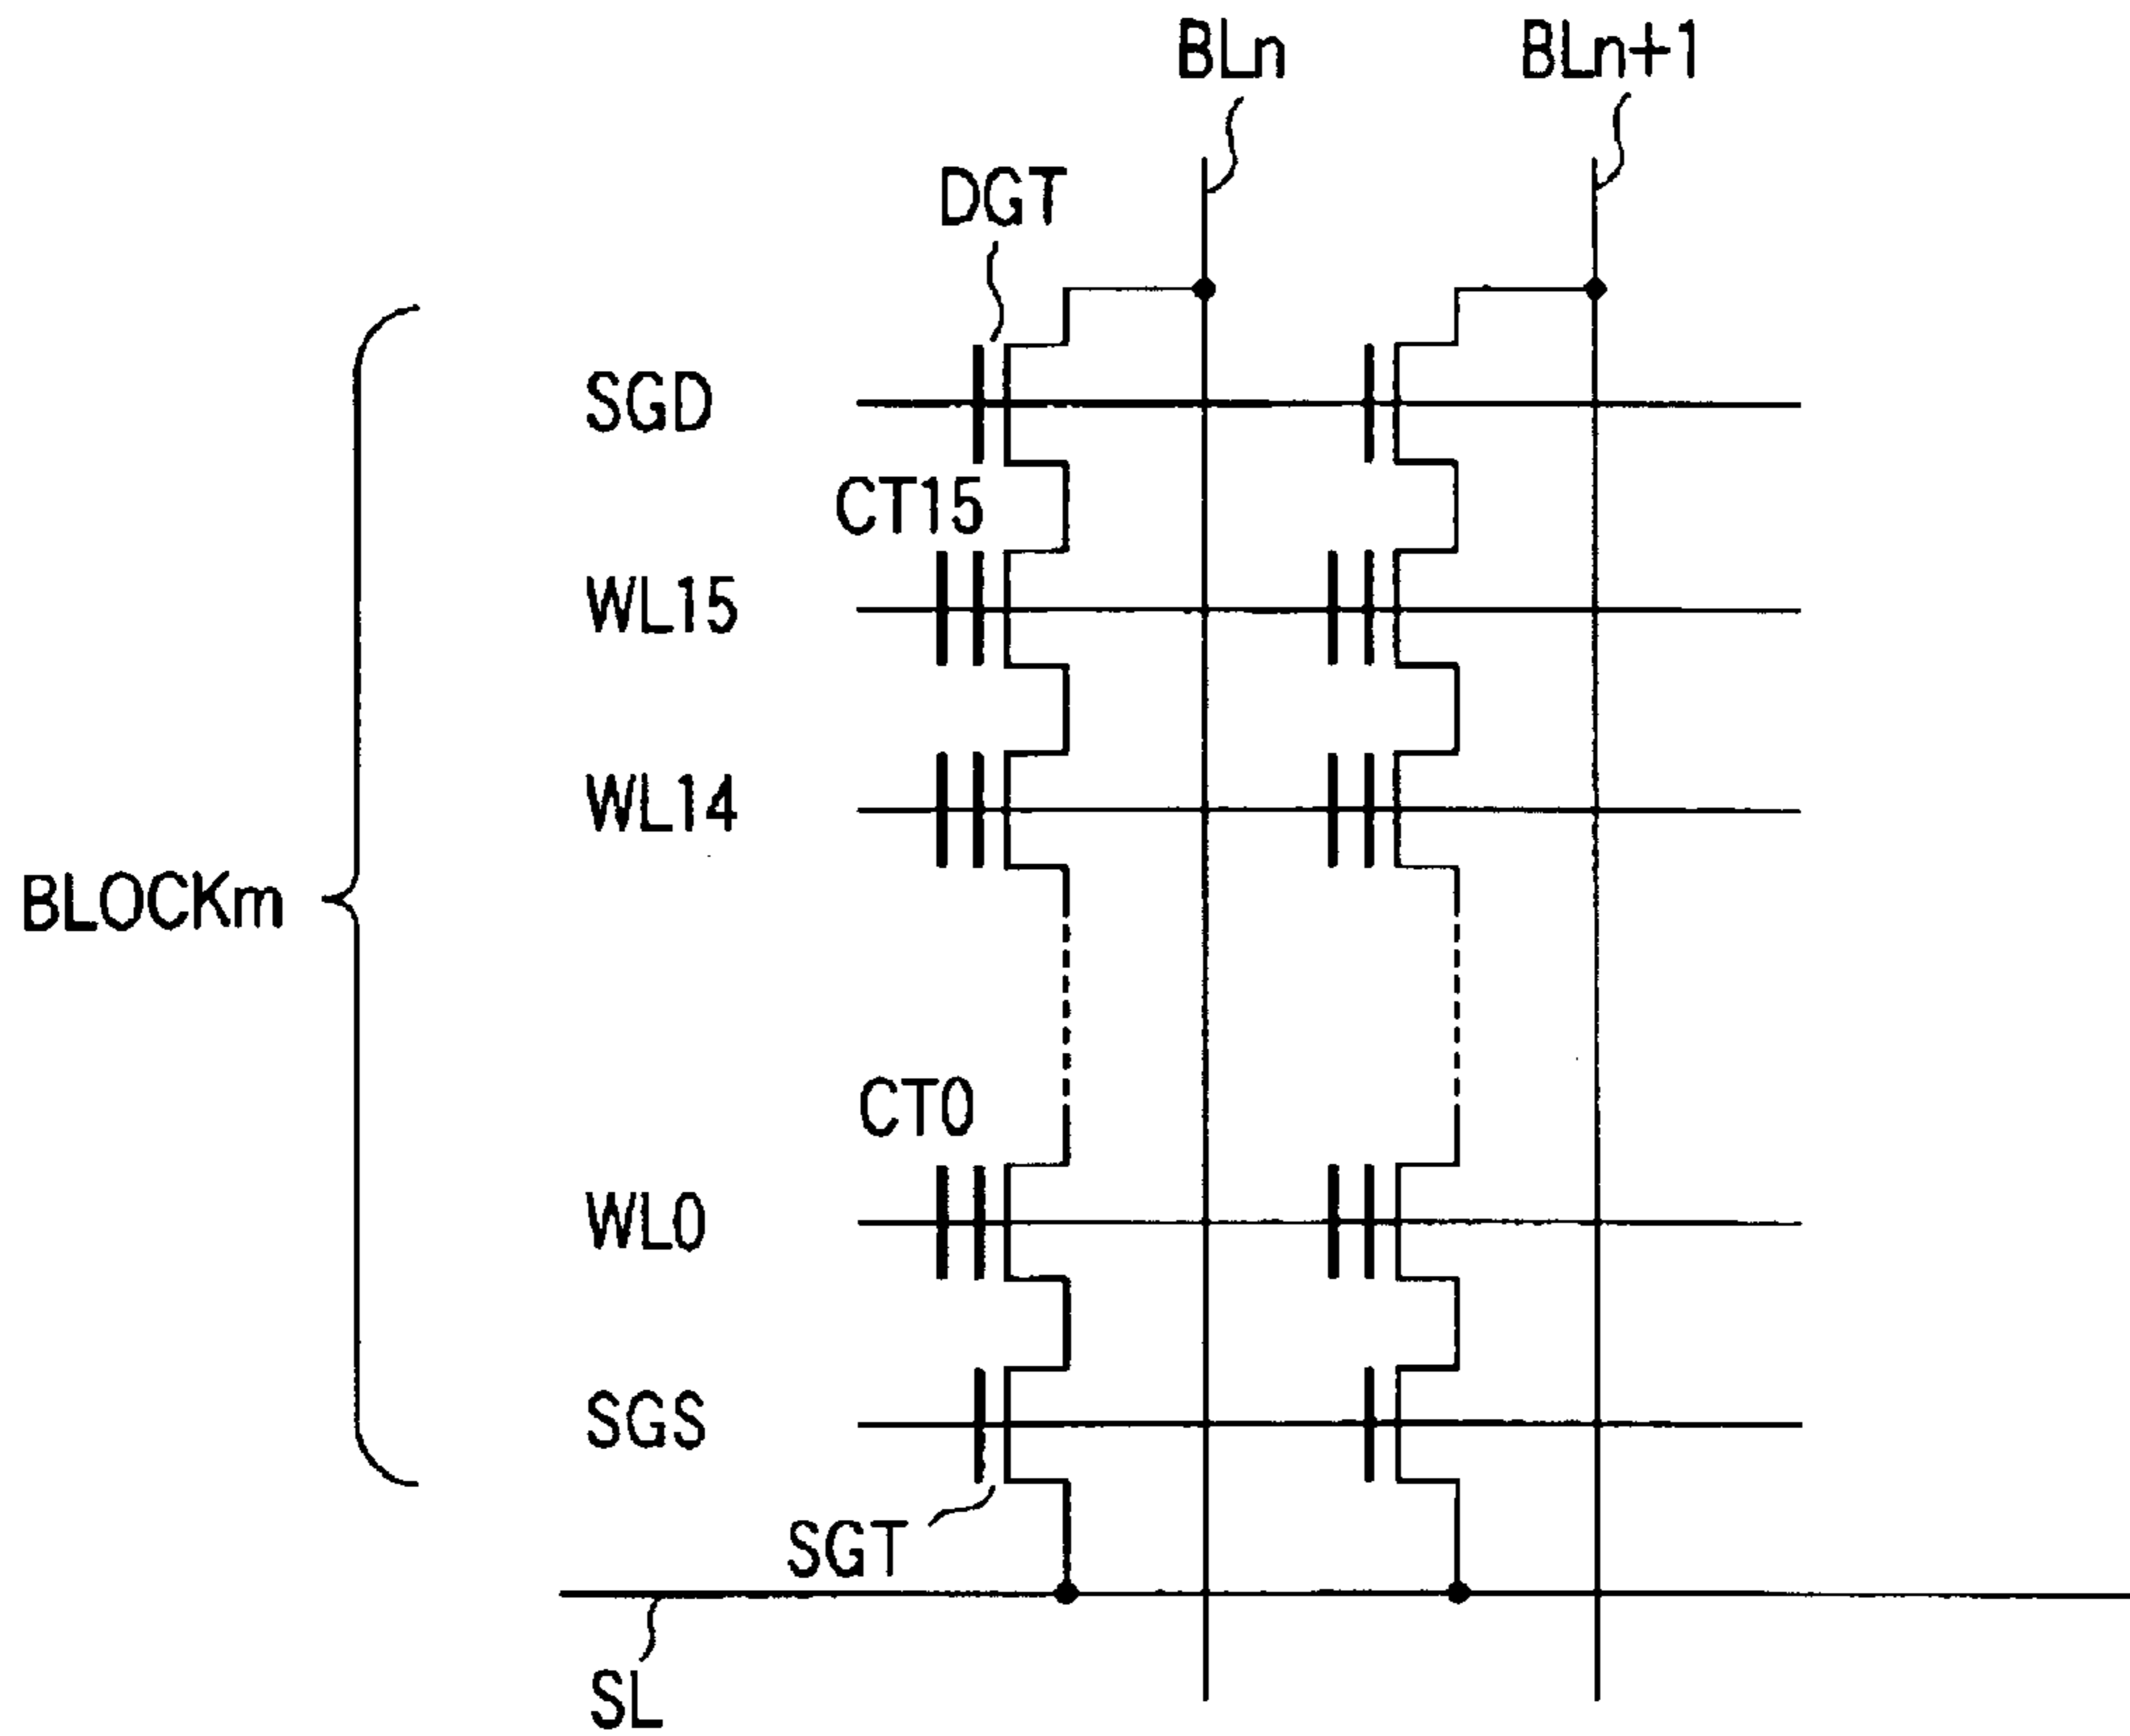 BLn
BLn+1
DGT
SGD
CT15
WL15
WL14
BLOCKm
CT0
WL0
SGS
SGT
SL